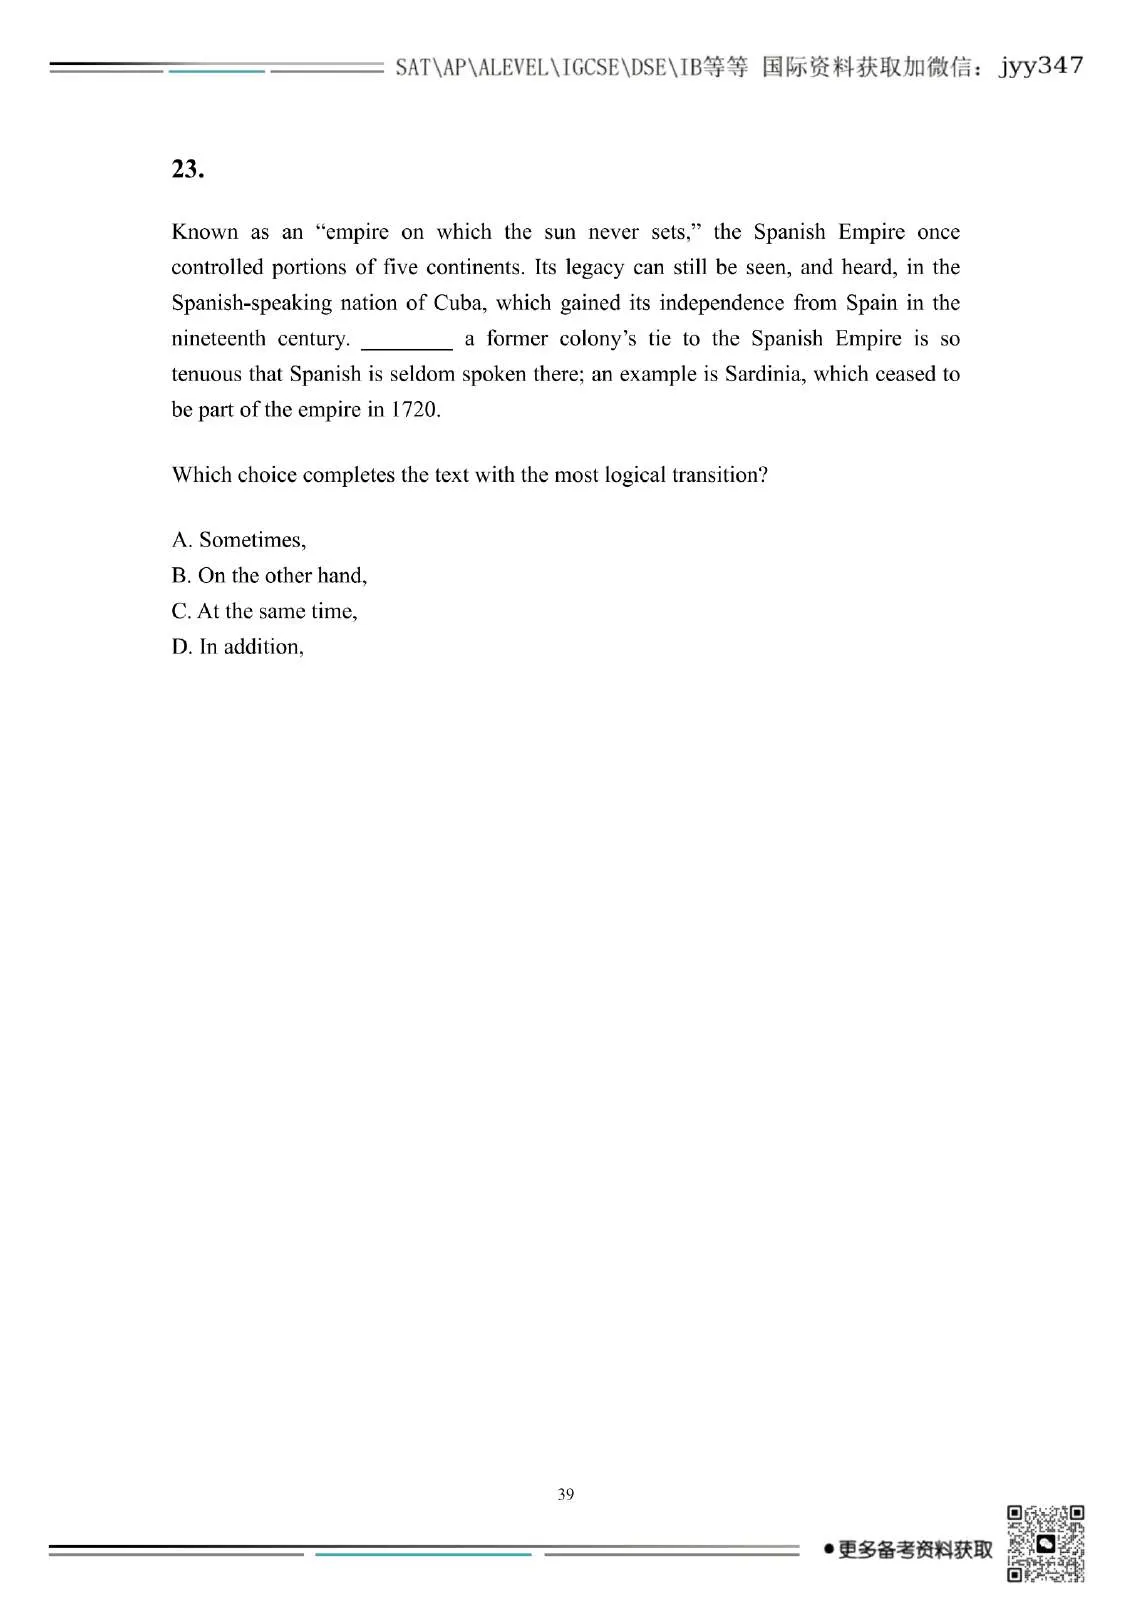 SAT\AP\ALEVEL\IGCSE\DSE\IB等等 国际资料获取加微信: jyy347
23.
Known as an “empire on which the sun never sets,” the Spanish Empire once
controlled portions of five continents. Its legacy can still be seen, and heard, in the
Spanish-speaking nation of Cuba, which gained its independence from Spain in the
nineteenth century. ________ a former colony’s tie to the Spanish Empire is so
tenuous that Spanish is seldom spoken there; an example is Sardinia, which ceased to
be part of the empire in 1720.
Which choice completes the text with the most logical transition?
A. Sometimes,
B. On the other hand,
C. At the same time,
D. In addition,
39
●更多备考资料获取